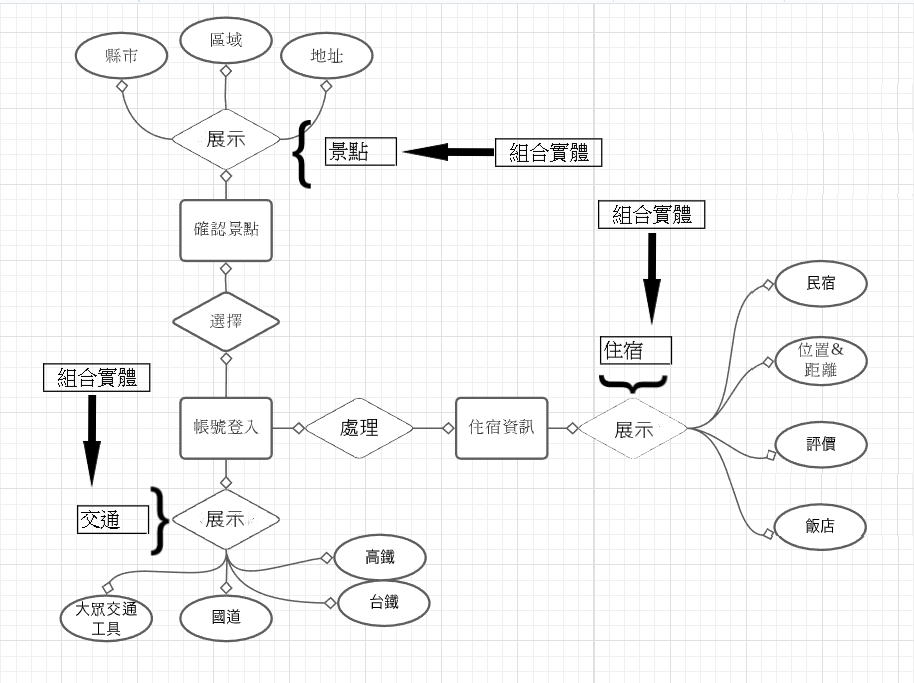 縣市
區域
地址
展示
景點
組合實體
確認景點
組合實體
選擇
民宿
住宿
位置&
距離
組合實體
帳號登入
處理
住宿資訊
展示
評價
交通
展示
飯店
高鐵
台鐵
大眾交通
工具
國道